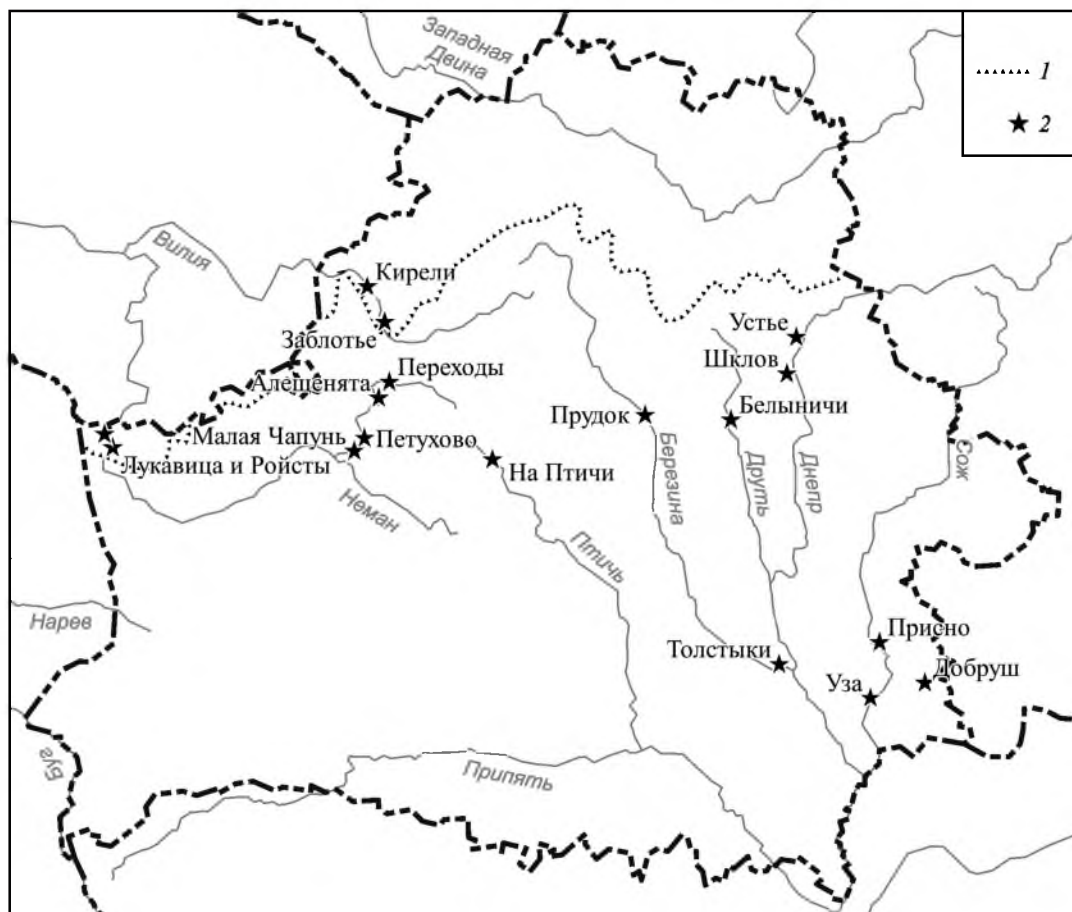 Западная
Двина
1
2
Вилия
Кирели
Заблотье
Устье
Шклов
Переходы
Алещенята
Прудок
Белыничи
Малая Чапунь
Петухово
Лукавица и Ройсты
На Птичи
Неман
Березина
Друть
Днепр
Сож
Птичь
Нарев
Присно
Толстыки
Добруш
Уза
Буг
Припять